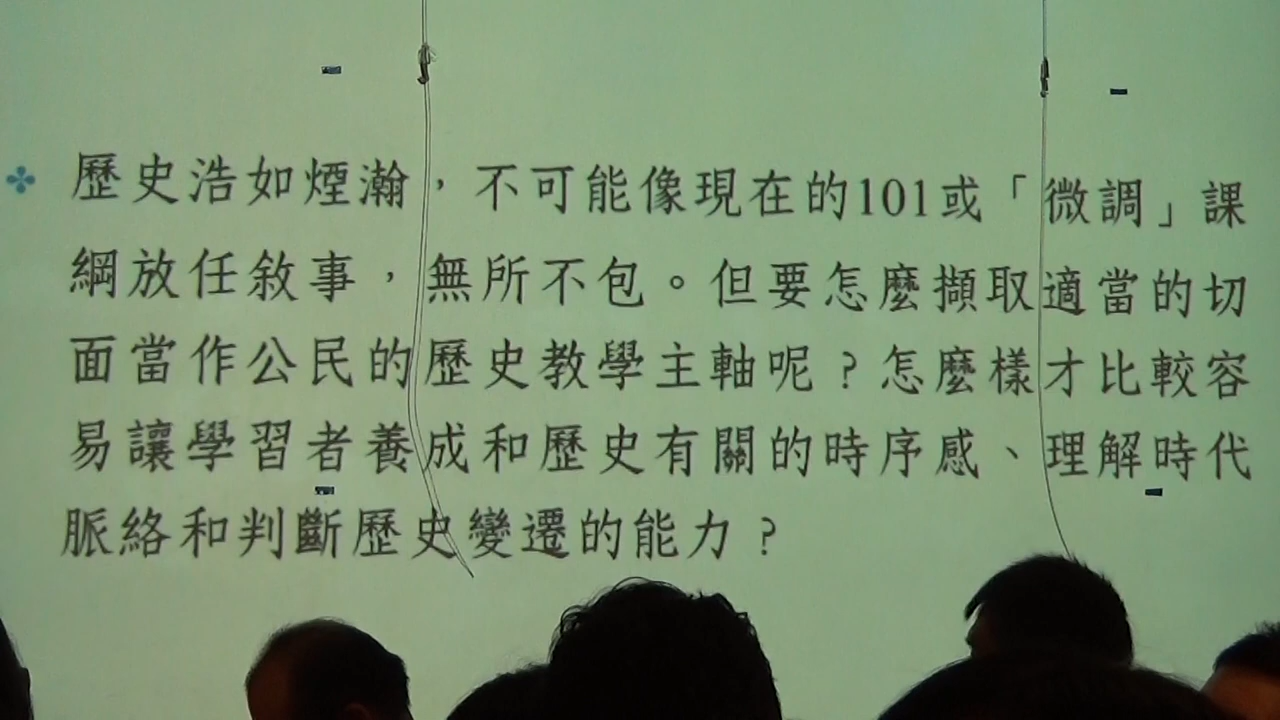 歷史浩如煙瀚，不可能像現在的101或「微調」課
綱放任敘事，無所不包。但要怎麼擷取適當的切
面當作公民的歷史教學主軸呢？怎麼樣才比較容
易讓學習者養成和歷史有關的時序感、理解時代
脈絡和判斷歷史變遷的能力？